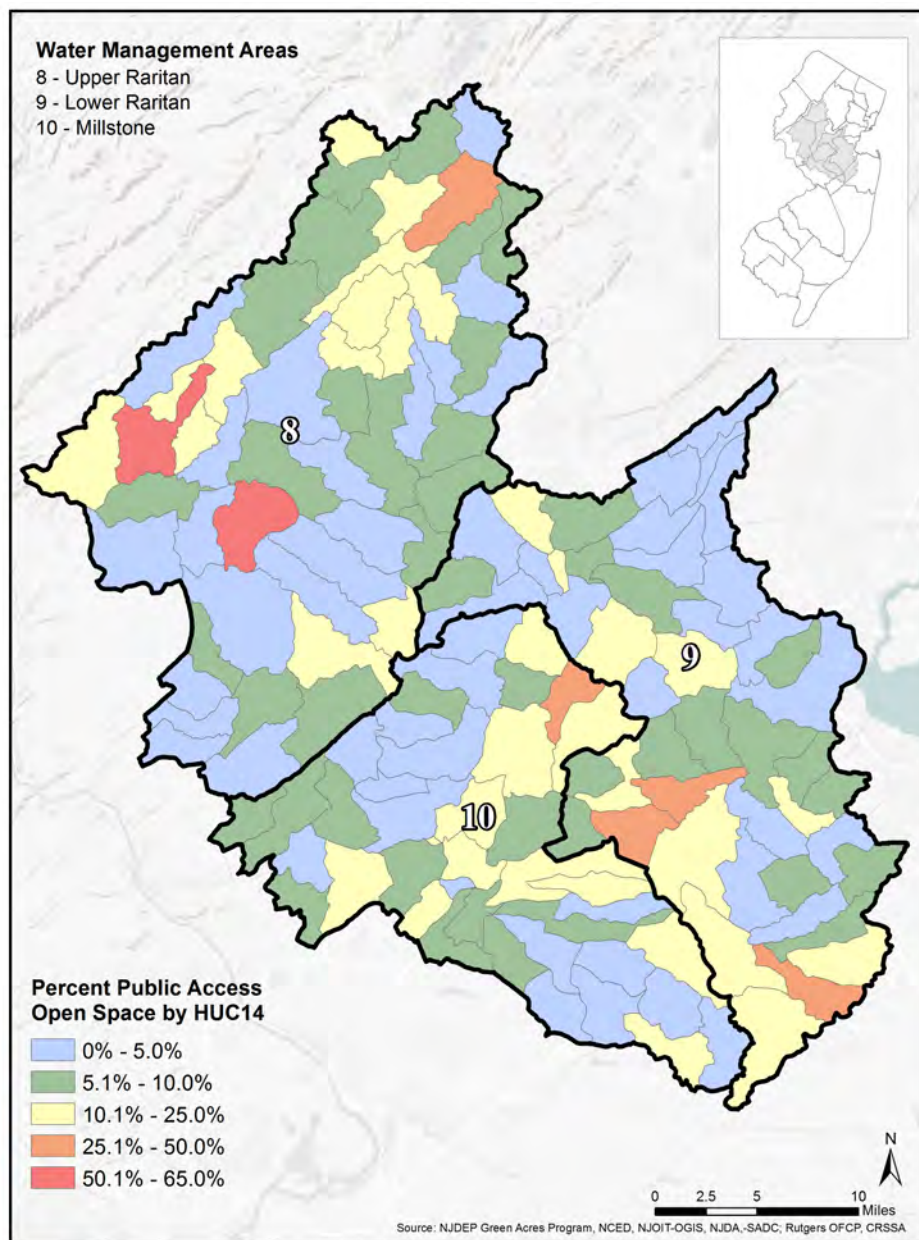 Water Management Areas
8 - Upper Raritan
9 - Lower Raritan
10 - Millstone
8
9
10
Percent Public Access
Open Space by HUC14
0% - 5.0%
5.1% - 10.0%
10.1% - 25.0%
25.1% - 50.0%
50.1% - 65.0%
N
0 2.5 5 10
Miles
Source: NJDEP Green Acres Program, NCED, NJOIT-OGIS, NJDA,-SADC; Rutgers OFCP, CRSSA